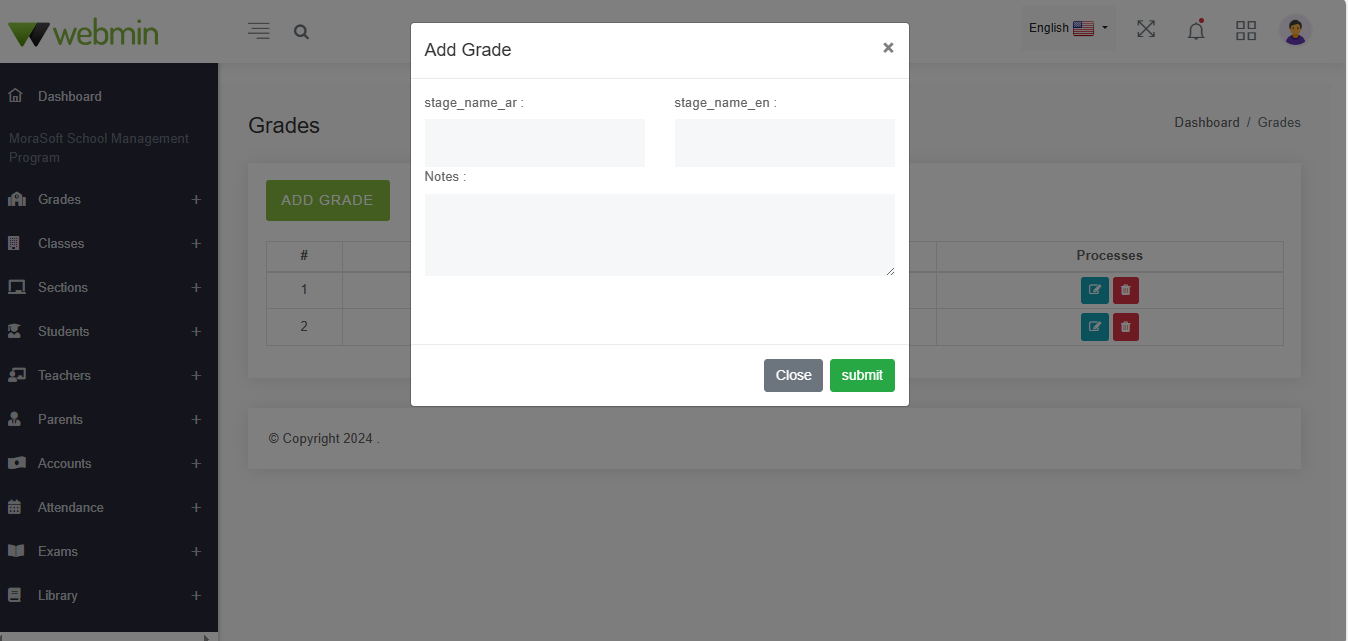 webmin
English
Dashboard
MoraSoft School Management
Program
Grades +
Classes +
Sections +
Students +
Teachers +
Parents +
Accounts +
Attendance +
Exams +
Library +
Grades
Dashboard / Grades
ADD GRADE
# Processes
1
2
© Copyright 2024 .
Add Grade ×
stage_name_ar : stage_name_en :
Notes :
Close submit